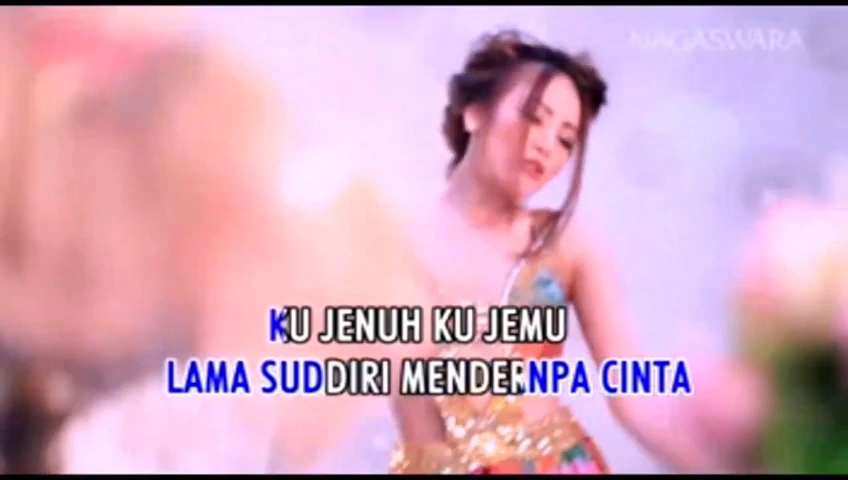 NAGASWARA
KU JENUH KU JEMU
LAMA SUDDIRI MENDERNPA CINTA